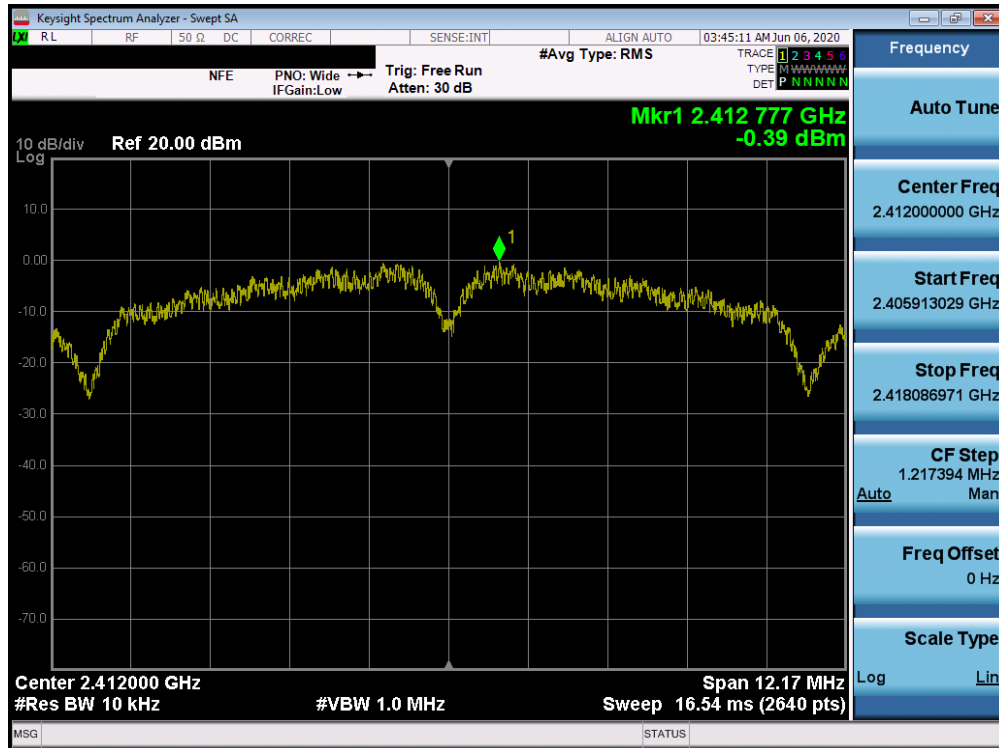 Keysight Spectrum Analyzer - Swept SA
LXI RL RF 50 Ω DC CORREC SENSE:INT ALIGN AUTO 03:45:11 AM Jun 06, 2020
NFE PNO: Wide Trig: Free Run #Avg Type: RMS TRACE 1 2 3 4 5 6
IFGain:Low Atten: 30 dB TYPE M WWWWW
DET P N N N N N
Mkr1 2.412 777 GHz
-0.39 dBm
10 dB/div Ref 20.00 dBm
Log
1
10.0
0.00
-10.0
-20.0
-30.0
-40.0
-50.0
-60.0
-70.0
Center 2.412000 GHz Span 12.17 MHz
#Res BW 10 kHz #VBW 1.0 MHz Sweep 16.54 ms (2640 pts)
MSG STATUS
Frequency
Auto Tune
Center Freq
2.412000000 GHz
Start Freq
2.405913029 GHz
Stop Freq
2.418086971 GHz
CF Step
1.217394 MHz
Auto Man
Freq Offset
0 Hz
Scale Type
Log Lin